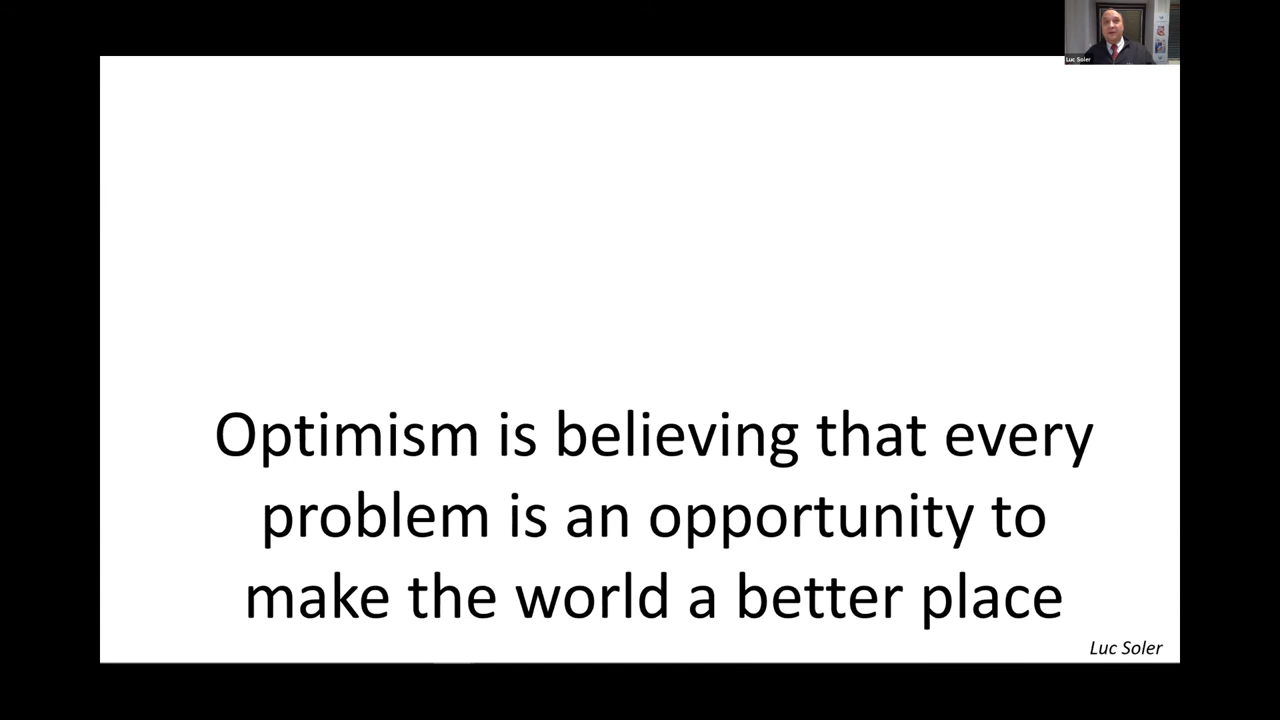 Luc Soler
Optimism is believing that every
problem is an opportunity to
make the world a better place
Luc Soler